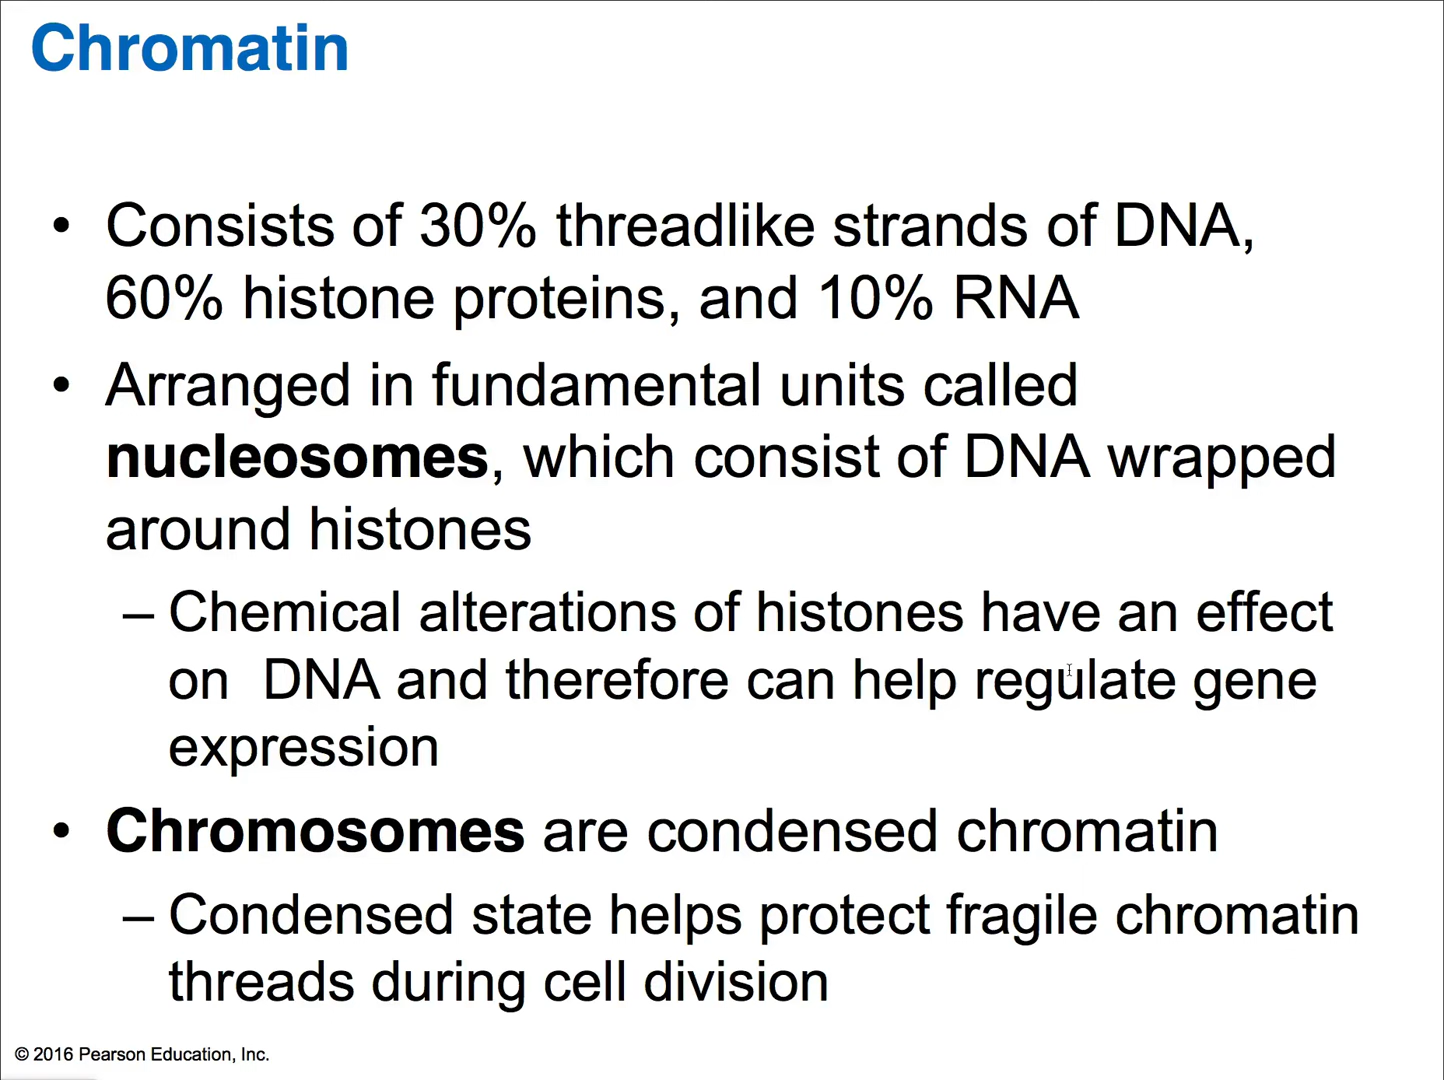 Chromatin
• Consists of 30% threadlike strands of DNA,
60% histone proteins, and 10% RNA
• Arranged in fundamental units called
nucleosomes, which consist of DNA wrapped
around histones
– Chemical alterations of histones have an effect
on  DNA and therefore can help regulate gene
expression
• Chromosomes are condensed chromatin
– Condensed state helps protect fragile chromatin
threads during cell division
© 2016 Pearson Education, Inc.